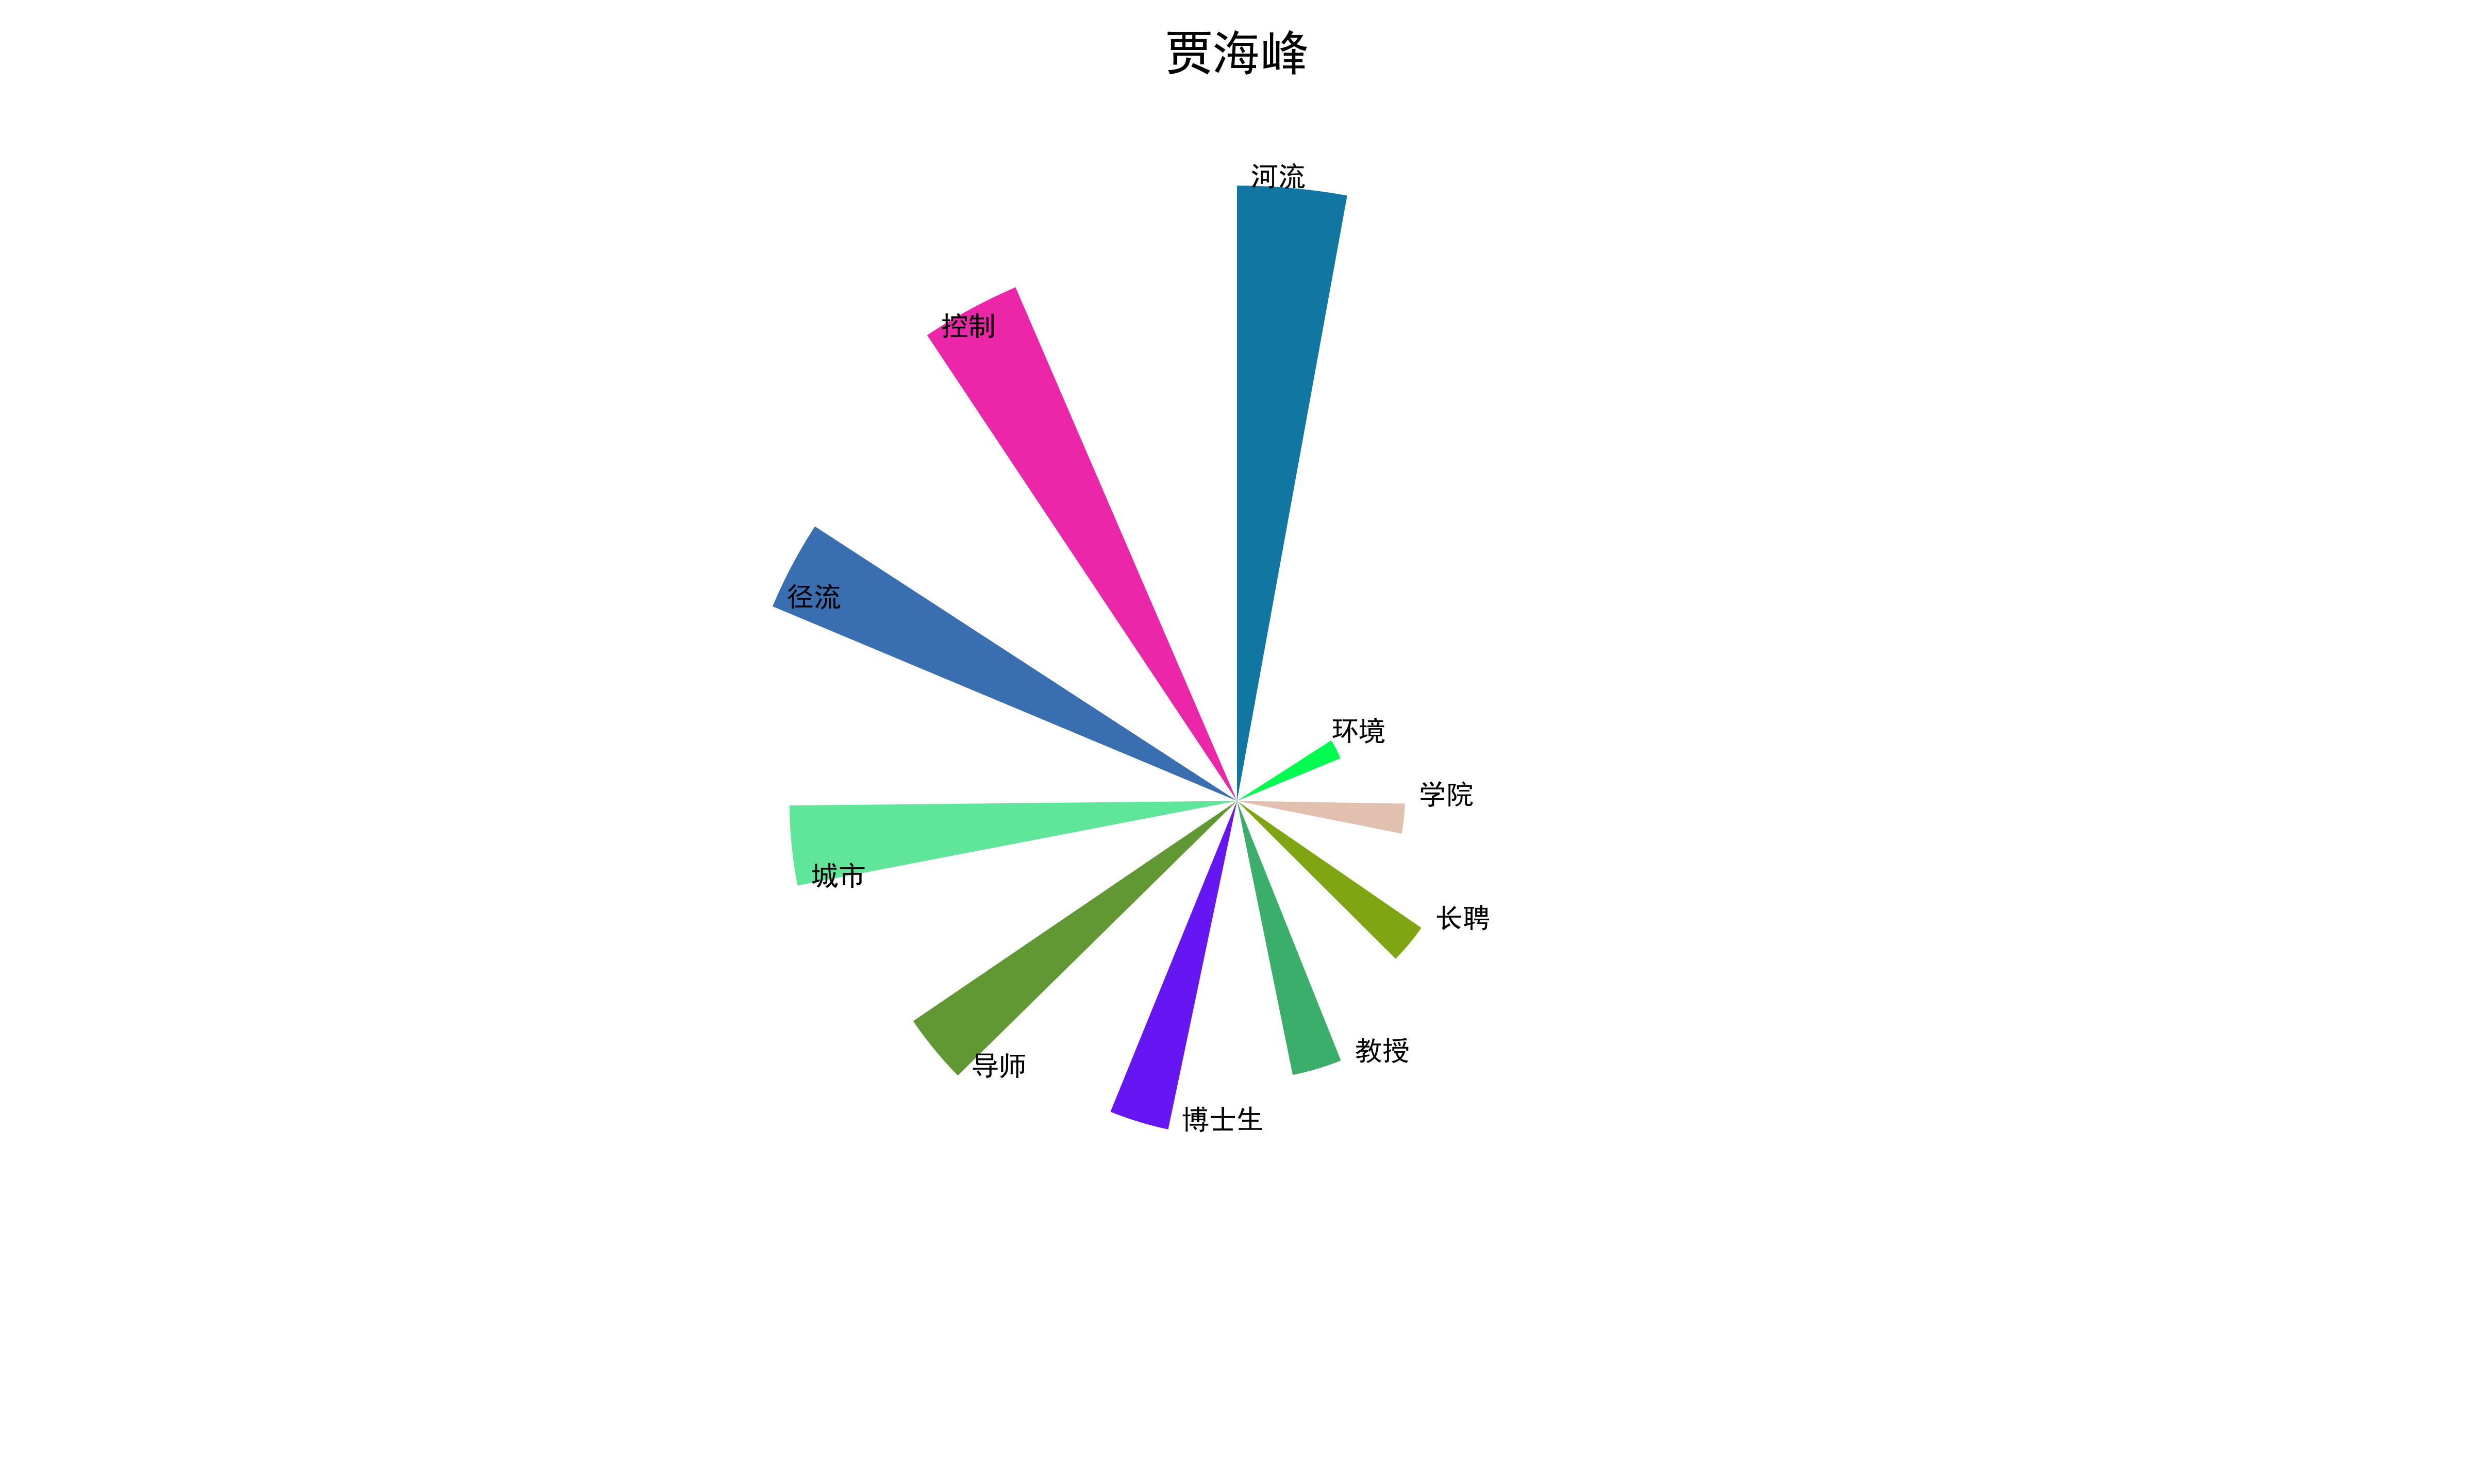 贾海峰
河流
控制
径流
环境
学院
城市
长聘
教授
导师
博士生